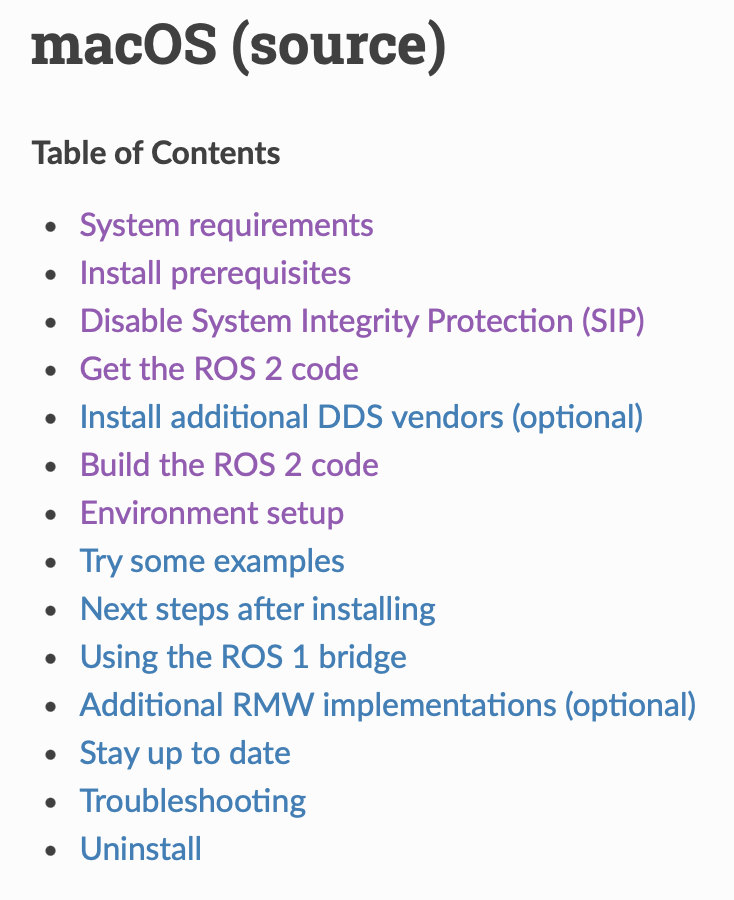 macOS (source)
Table of Contents
System requirements
Install prerequisites
Disable System Integrity Protection (SIP)
Get the ROS 2 code
Install additional DDS vendors (optional)
Build the ROS 2 code
Environment setup
Try some examples
Next steps after installing
Using the ROS 1 bridge
Additional RMW implementations (optional)
Stay up to date
Troubleshooting
Uninstall